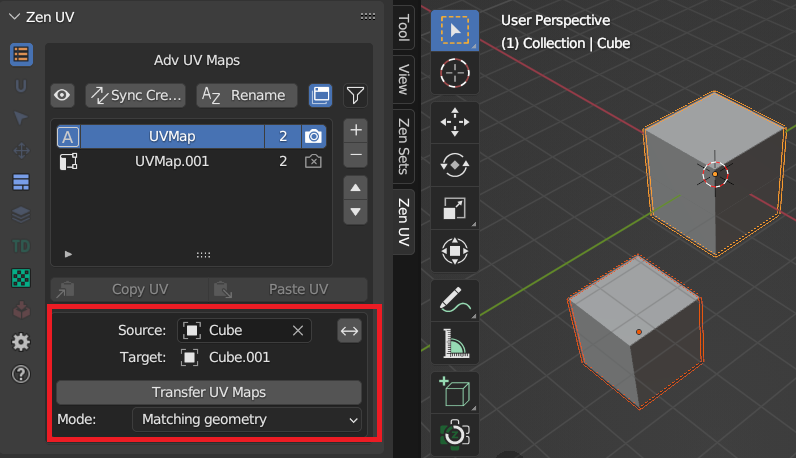 Zen UV
Adv UV Maps
Sync Cre...
AZ Rename
A UVMap 2
UVMap.001 2
TD
Copy UV Paste UV
Source: Cube
Target: Cube.001
Transfer UV Maps
Mode: Matching geometry
Tool
View
Zen Sets
Zen UV
User Perspective
(1) Collection | Cube